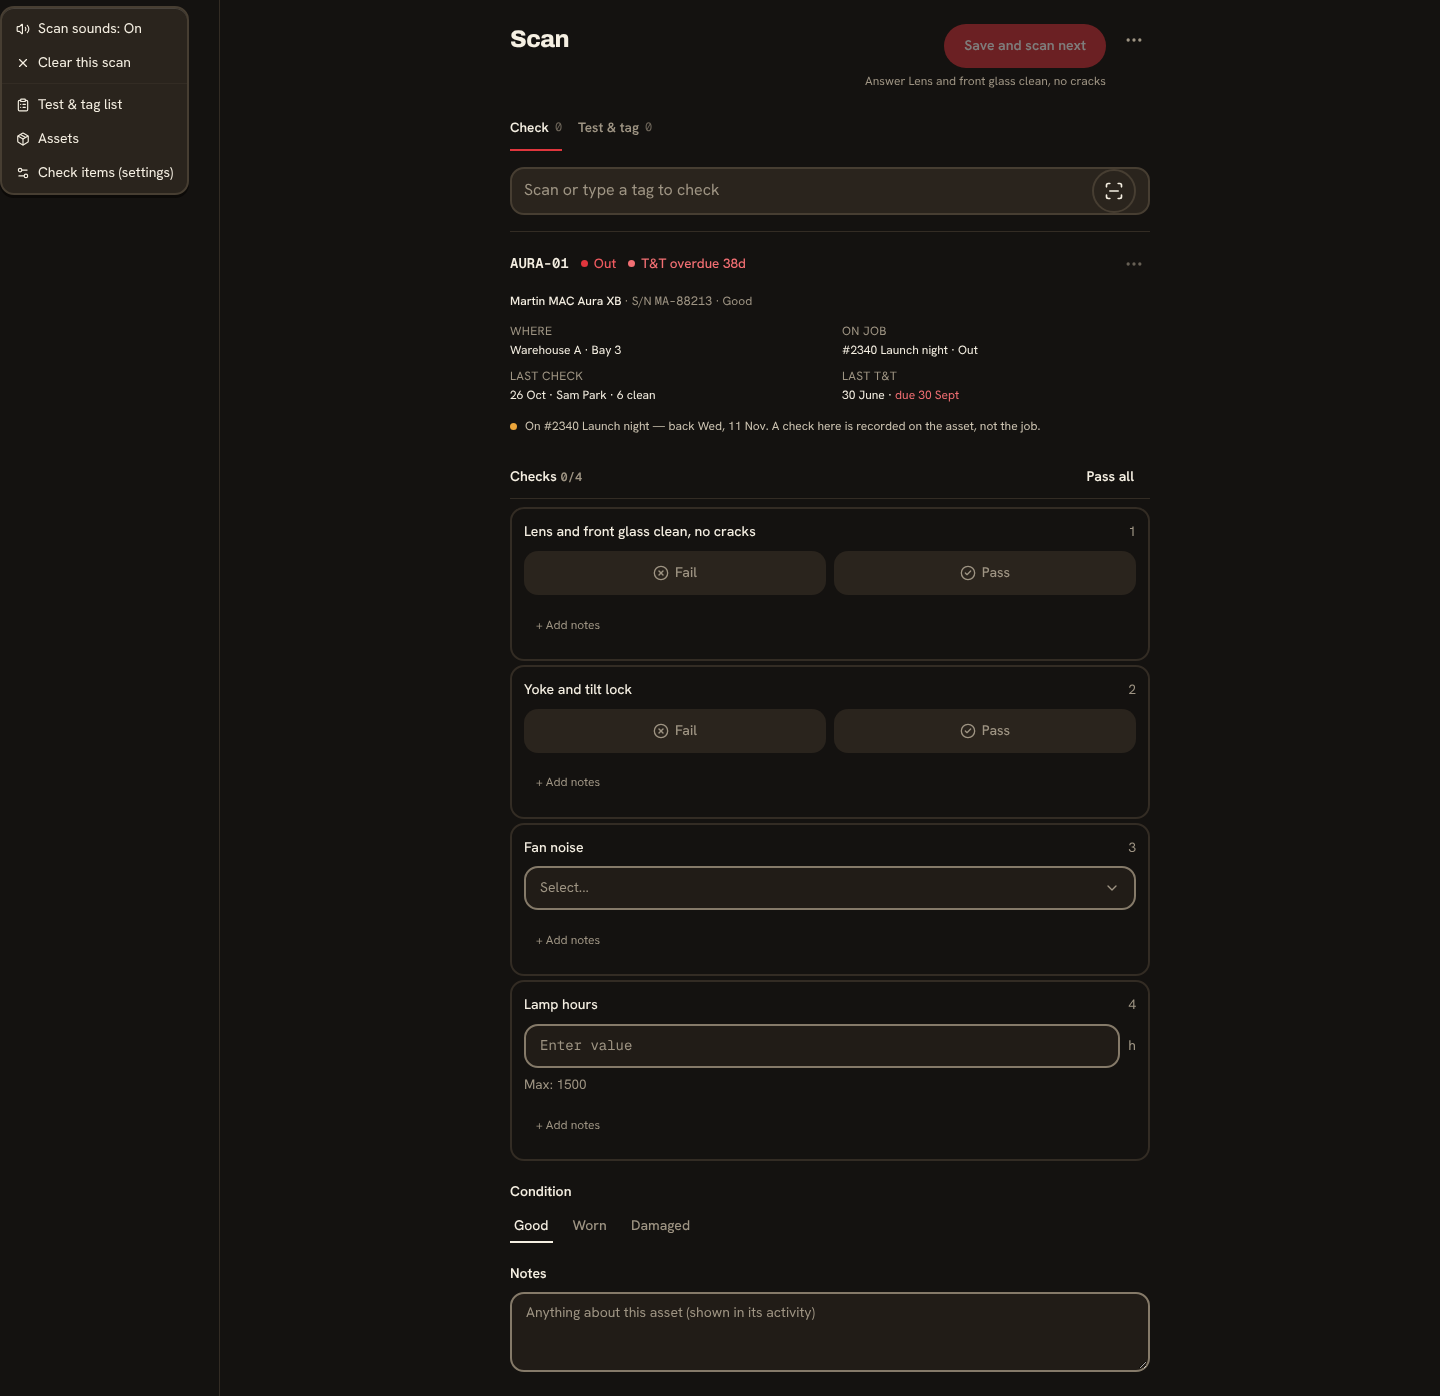 Scan sounds: On
Clear this scan
Test & tag list
Assets
Check items (settings)
Scan
Save and scan next
Answer Lens and front glass clean, no cracks
Check 0 Test & tag 0
Scan or type a tag to check
AURA-01 Out T&T overdue 38d
Martin MAC Aura XB · S/N MA-88213 · Good
WHERE ON JOB
Warehouse A · Bay 3 #2340 Launch night · Out
LAST CHECK LAST T&T
26 Oct · Sam Park · 6 clean 30 June · due 30 Sept
On #2340 Launch night — back Wed, 11 Nov. A check here is recorded on the asset, not the job.
Checks 0/4 Pass all
Lens and front glass clean, no cracks 1
Fail Pass
+ Add notes
Yoke and tilt lock 2
Fail Pass
+ Add notes
Fan noise 3
Select...
+ Add notes
Lamp hours 4
Enter value h
Max: 1500
+ Add notes
Condition
Good Worn Damaged
Notes
Anything about this asset (shown in its activity)